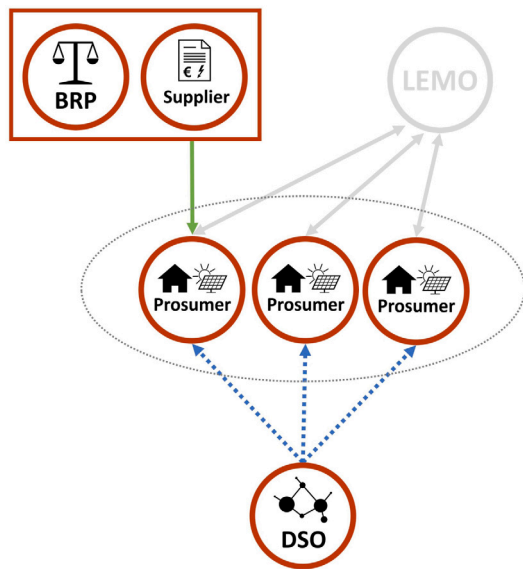 LEMO
€
BRP
Supplier
Prosumer
Prosumer
Prosumer
DSO